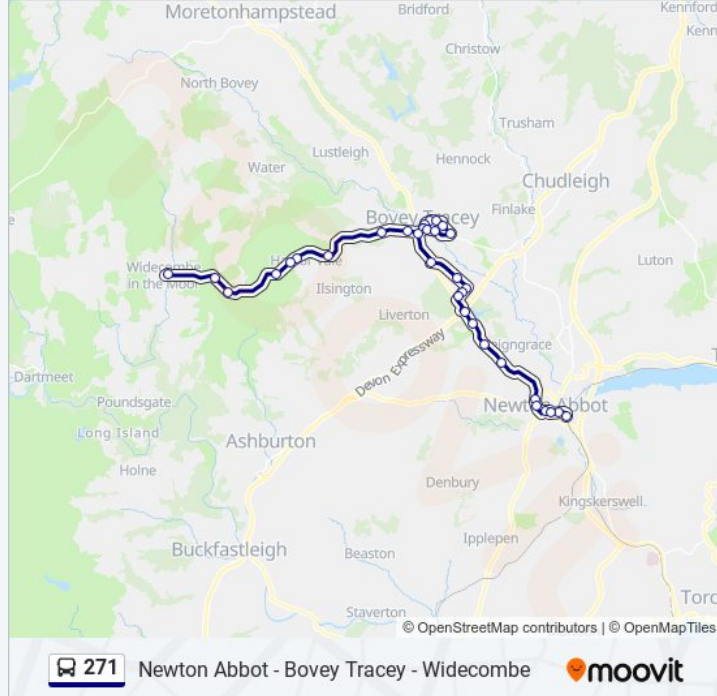 Moretonhampstead
Bridford
Kennford
Kenn
Christow
North Bovey
Trusham
Lustleigh
Water
Hennock
Chudleigh
Bovey Tracey
Finlake
Widecombe
in the Moor
Luton
Ilsington
Liverton
Devon Expressway
Dartmeet
Poundsgate
Newton Abbot
Long Island
Ashburton
Holne
Denbury
Kingskerswell
Ipplepen
Buckfastleigh
Beaston
Staverton
© OpenStreetMap contributors | © OpenMapTiles
271 Newton Abbot - Bovey Tracey - Widecombe moovit